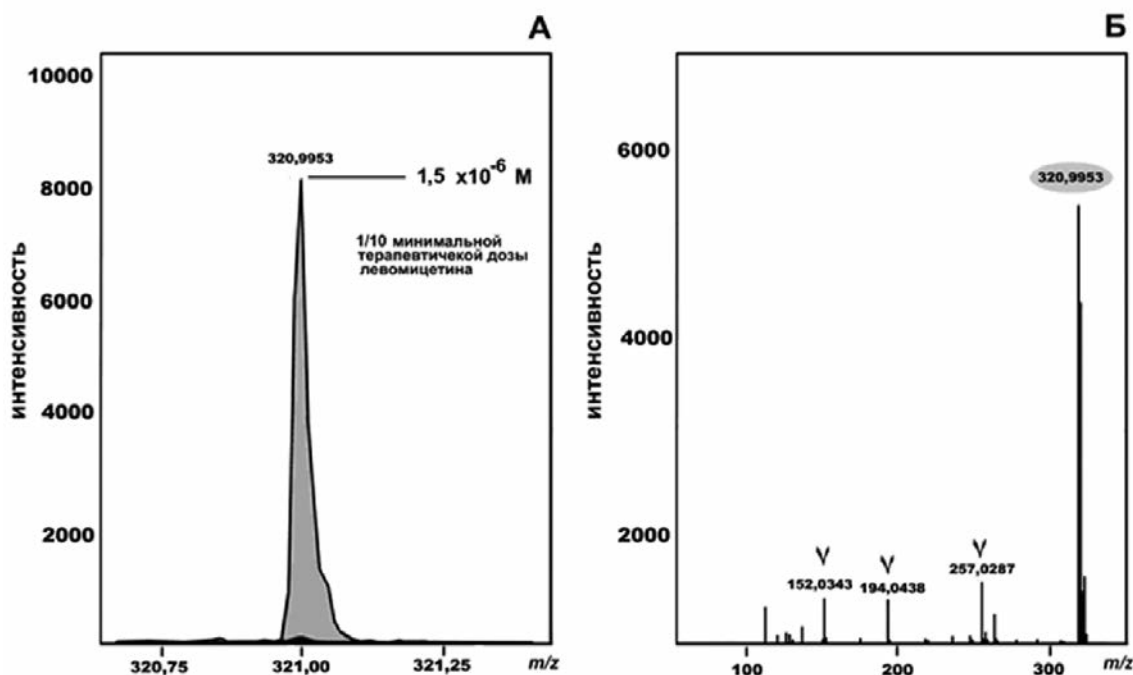 А
10000
8000
6000
4000
2000
интенсивность
320,9953
1,5 x10-6 М
1/10 минимальной
терапевтичекой дозы
левомицетина
320,75
321,00
321,25
m/z
Б
6000
4000
2000
интенсивность
320,9953
257,0287
152,0343
194,0438
100
200
300
m/z